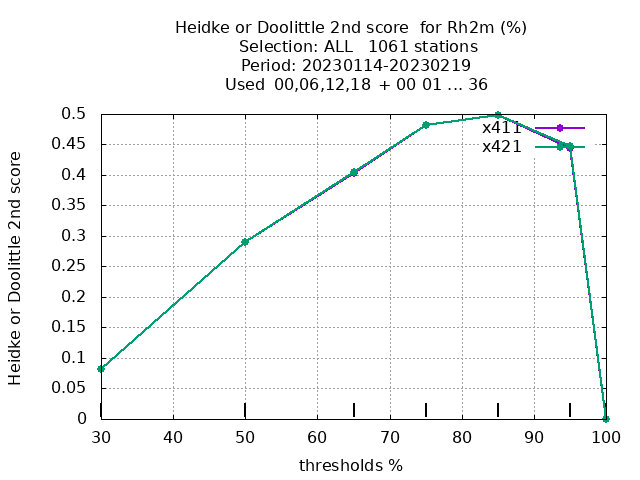 Heidke or Doolittle 2nd score  for Rh2m (%)
Selection: ALL   1061 stations
Period: 20230114-20230219
Used  00,06,12,18  + 00 01 ... 36
Heidke or Doolittle 2nd score
0.5
0.45
0.4
0.35
0.3
0.25
0.2
0.15
0.1
0.05
0
x411
x421
30 40 50 60 70 80 90 100
thresholds %